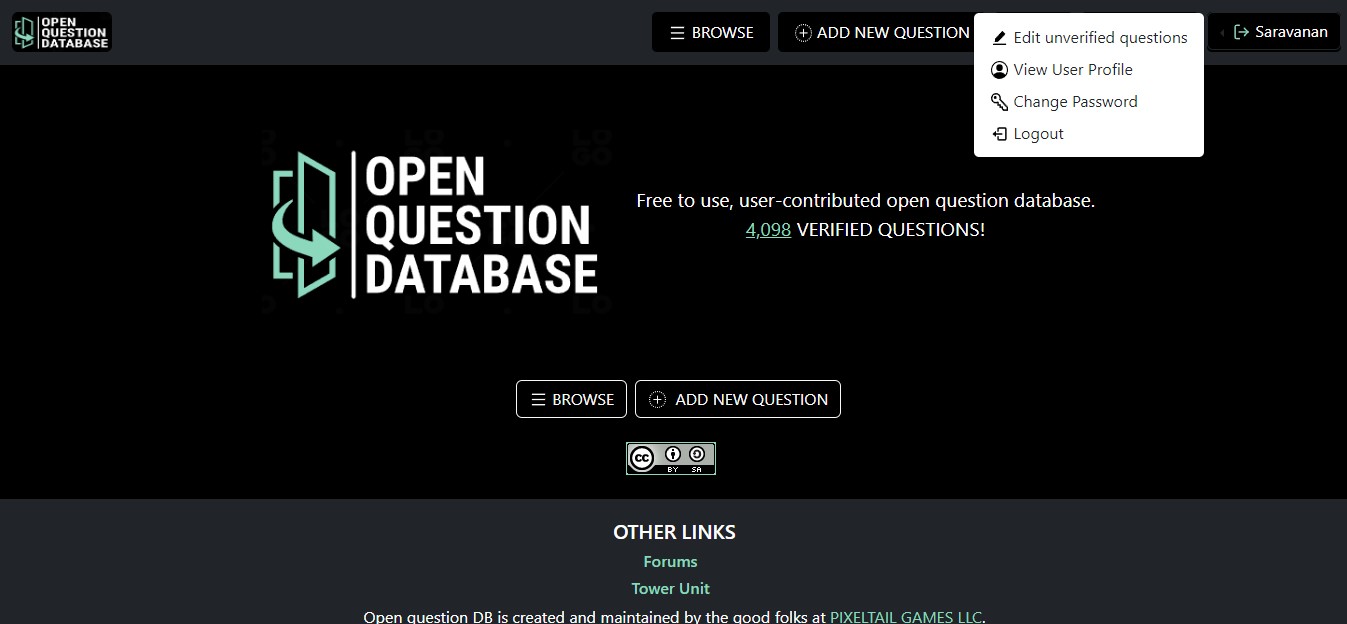 OPEN
QUESTION
DATABASE
BROWSE
ADD NEW QUESTION
Saravanan
Edit unverified questions
View User Profile
Change Password
Logout
OPEN
QUESTION
DATABASE
Free to use, user-contributed open question database.
4,098 VERIFIED QUESTIONS!
BROWSE
ADD NEW QUESTION
cc BY SA
OTHER LINKS
Forums
Tower Unit
Open question DB is created and maintained by the good folks at PIXELTAIL GAMES LLC.